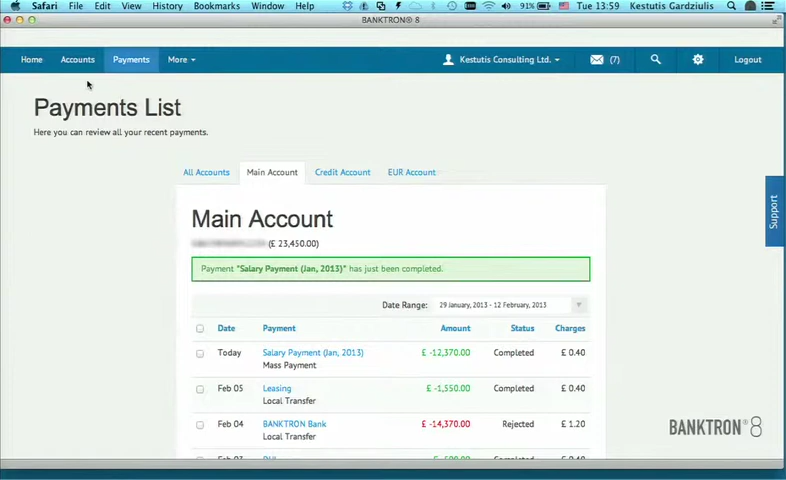 Safari File Edit View History Bookmarks Window Help 91% Tue 13:59 Kestutis Gardziulis
BANKTRON 8
Home Accounts Payments More Kestutis Consulting Ltd. (7) Logout
Payments List
Here you can review all your recent payments.
All Accounts Main Account Credit Account EUR Account
Support
Main Account
(£ 23,450.00)
Payment "Salary Payment (Jan, 2013)" has just been completed.
Date Range: 29 January, 2013 - 12 February, 2013
Date Payment Amount Status Charges
Today Salary Payment (Jan, 2013) £ -12,370.00 Completed £ 0.40
Mass Payment
Feb 05 Leasing £ -1,550.00 Completed £ 0.40
Local Transfer
Feb 04 BANKTRON Bank £ -14,370.00 Rejected £ 1.20
Local Transfer
BANKTRON® 8